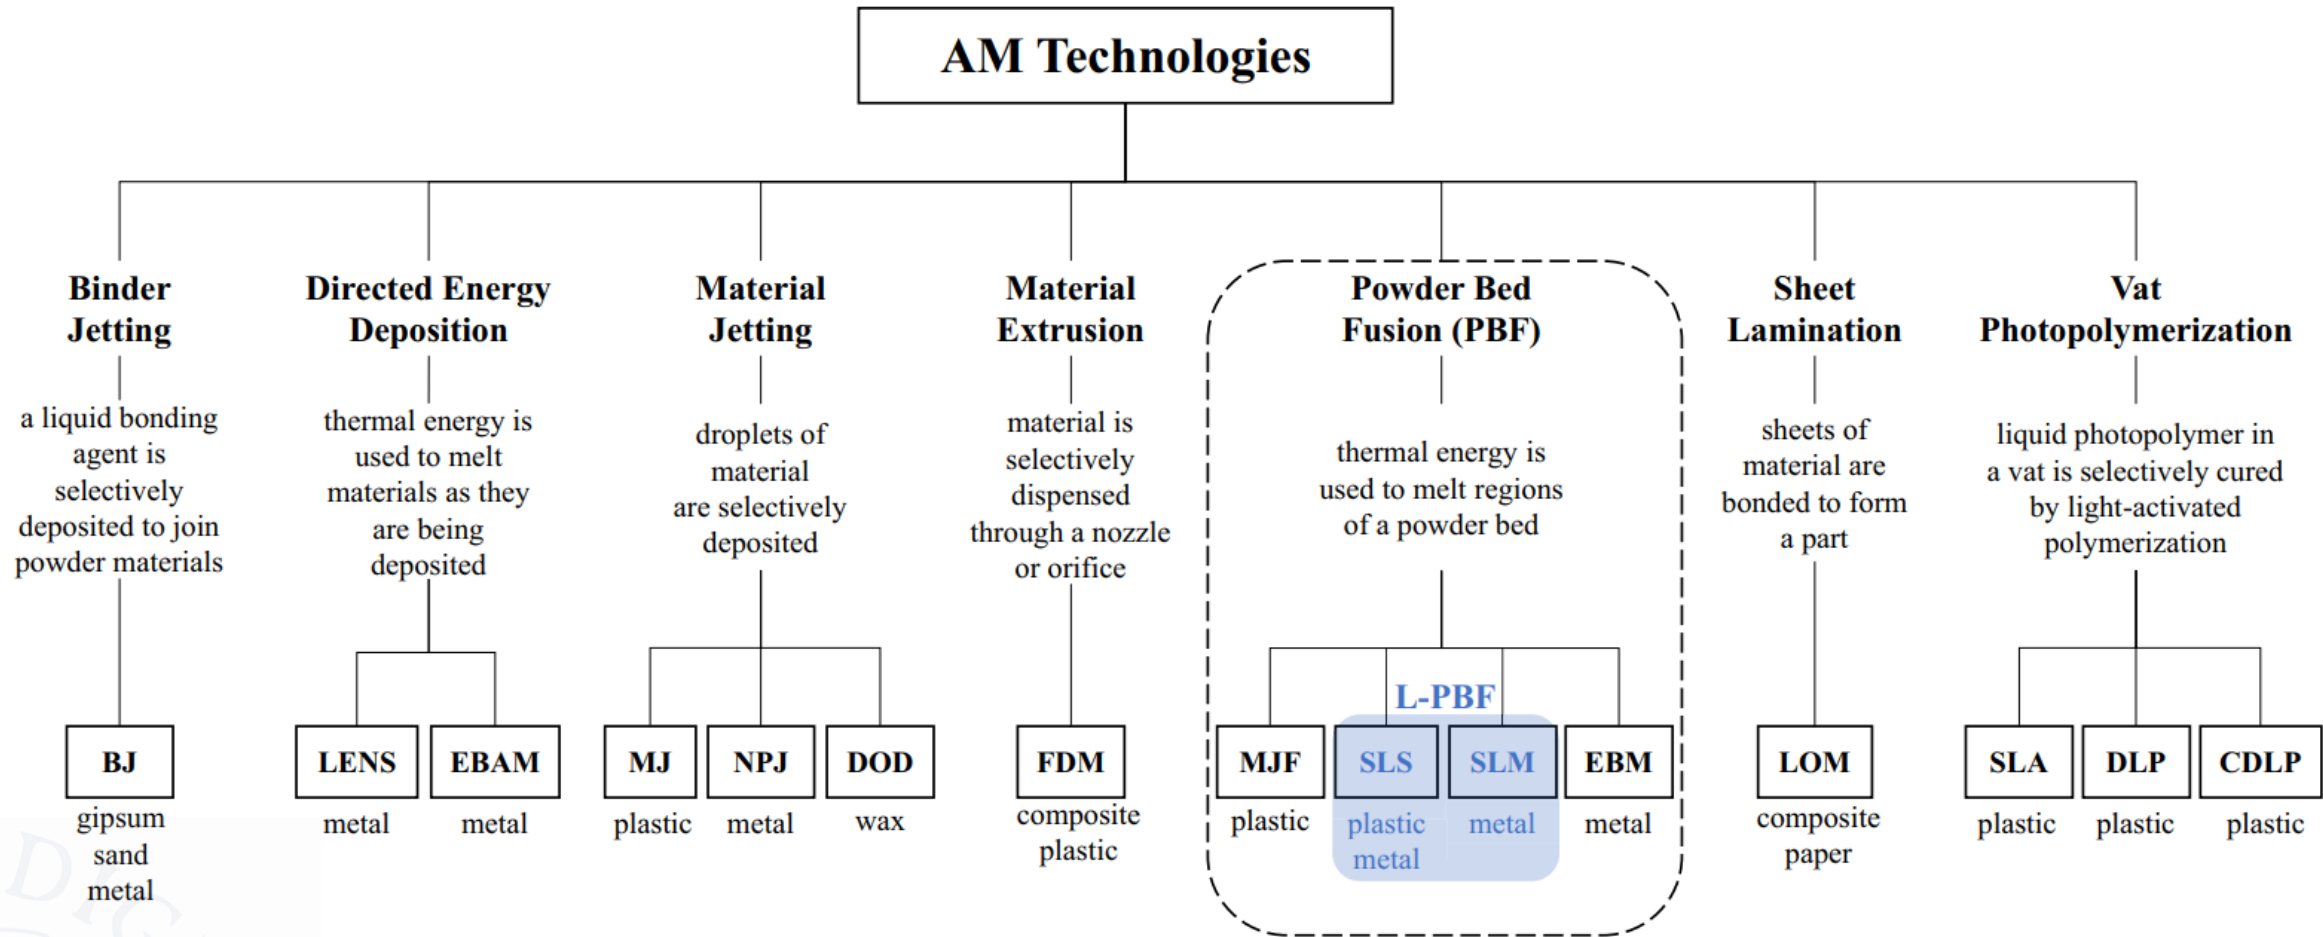 AM Technologies
Binder
Jetting
a liquid bonding
agent is
selectively
deposited to join
powder materials
BJ
gipsum
sand
metal
Directed Energy
Deposition
thermal energy is
used to melt
materials as they
are being
deposited
LENS
metal
EBAM
metal
Material
Jetting
droplets of
material
are selectively
deposited
MJ
plastic
NPJ
metal
DOD
wax
Material
Extrusion
material is
selectively
dispensed
through a nozzle
or orifice
FDM
composite
plastic
Powder Bed
Fusion (PBF)
thermal energy is
used to melt regions
of a powder bed
L-PBF
MJF
plastic
SLS
plastic
metal
SLM
metal
EBM
metal
Sheet
Lamination
sheets of
material are
bonded to form
a part
LOM
composite
paper
Vat
Photopolymerization
liquid photopolymer in
a vat is selectively cured
by light-activated
polymerization
SLA
plastic
DLP
plastic
CDLP
plastic